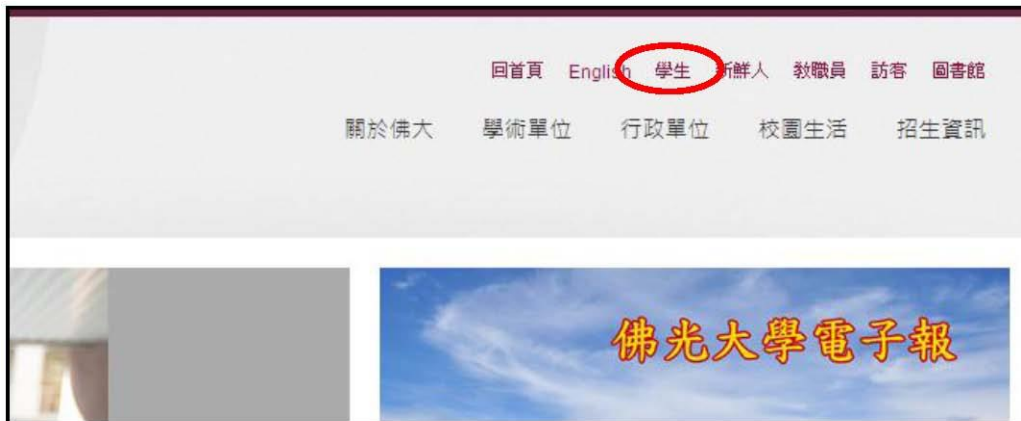 回首頁 English 學生 新鮮人 教職員 訪客 圖書館
關於佛大 學術單位 行政單位 校園生活 招生資訊
佛光大學電子報